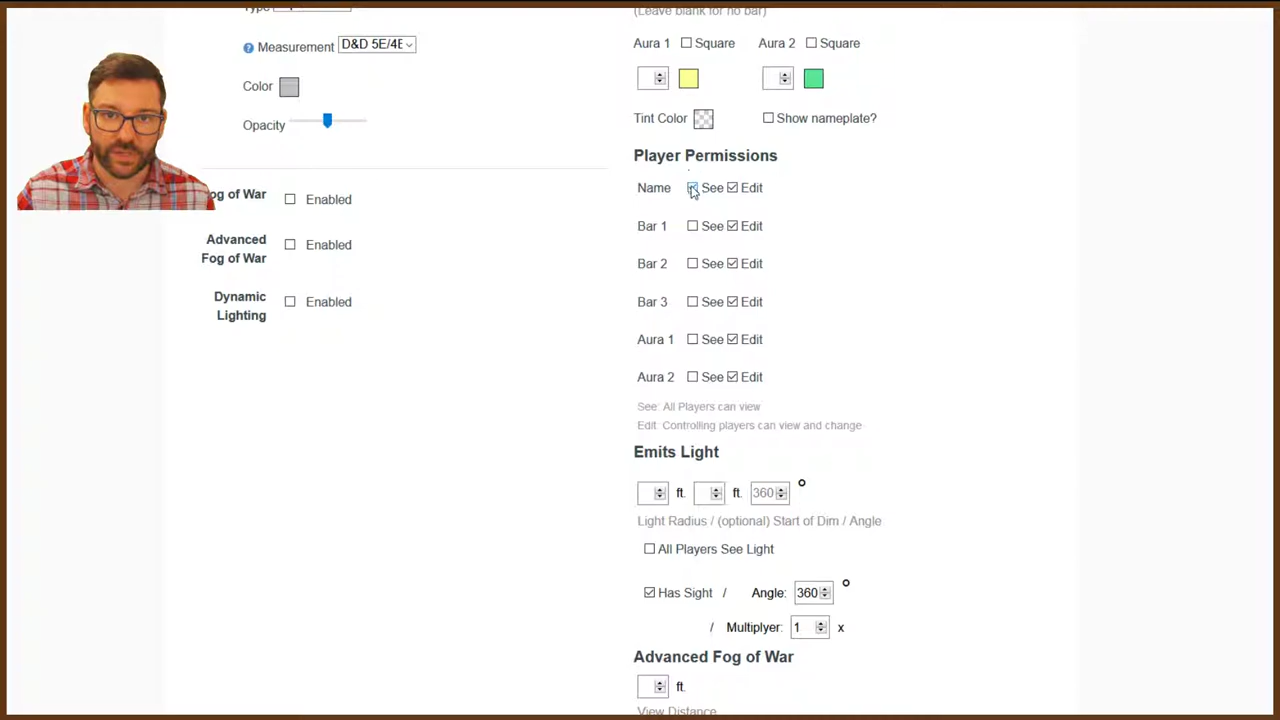 Type
Measurement D&D 5E/4E
Color
Opacity
og of War Enabled
Advanced
Fog of War Enabled
Dynamic
Lighting Enabled
(Leave blank for no bar)
Aura 1 Square Aura 2 Square
Tint Color Show nameplate?
Player Permissions
Name See Edit
Bar 1 See Edit
Bar 2 See Edit
Bar 3 See Edit
Aura 1 See Edit
Aura 2 See Edit
See: All Players can view
Edit: Controlling players can view and change
Emits Light
ft. ft. 360 °
Light Radius / (optional) Start of Dim / Angle
All Players See Light
Has Sight / Angle: 360 °
/ Multiplyer: 1 x
Advanced Fog of War
ft.
View Distance